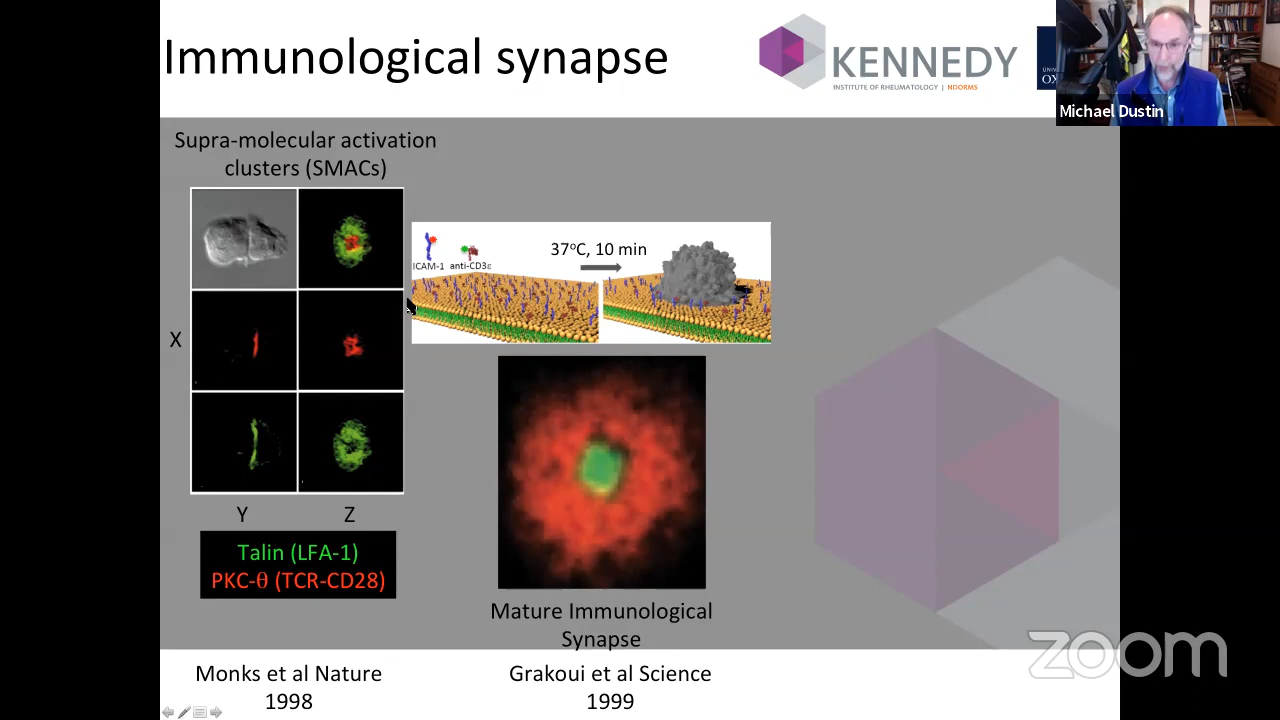 Immunological synapse
KENNEDY
INSTITUTE OF RHEUMATOLOGY | NDORMS
UNIV
OX
Michael Dustin
Supra-molecular activation
clusters (SMACs)
37°C, 10 min
ICAM-1 anti-CD3ε
X
Y Z
Talin (LFA-1)
PKC-θ (TCR-CD28)
Mature Immunological
Synapse
Monks et al Nature
1998
Grakoui et al Science
1999
zoom